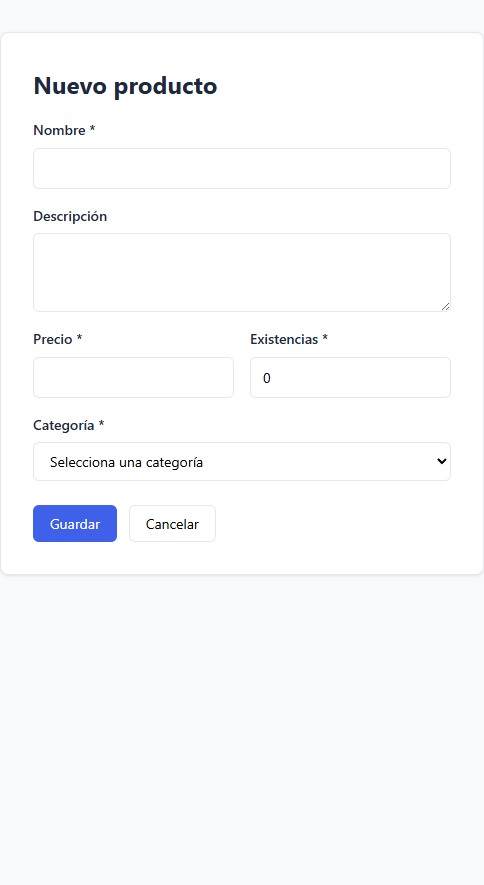 Nuevo producto
Nombre *
Descripción
Precio *
Existencias *
0
Categoría *
Selecciona una categoría
Guardar
Cancelar